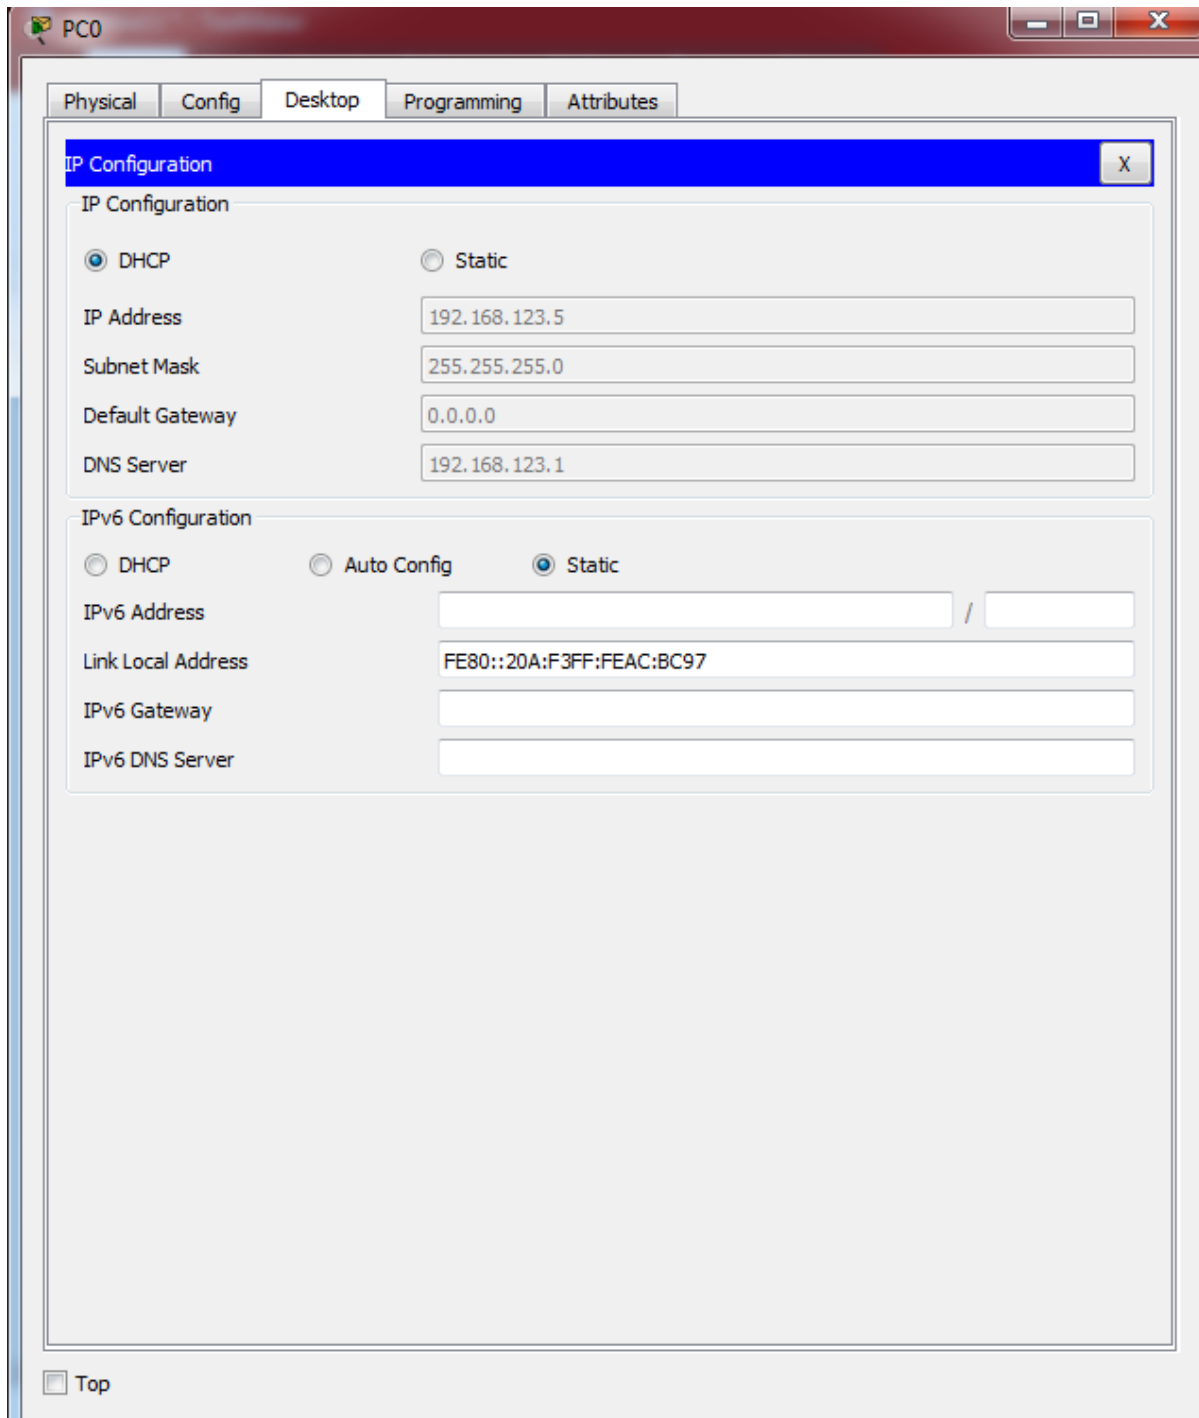 PC0
Physical Config Desktop Programming Attributes
IP Configuration X
IP Configuration
DHCP Static
IP Address 192.168.123.5
Subnet Mask 255.255.255.0
Default Gateway 0.0.0.0
DNS Server 192.168.123.1
IPv6 Configuration
DHCP Auto Config Static
IPv6 Address /
Link Local Address FE80::20A:F3FF:FEAC:BC97
IPv6 Gateway
IPv6 DNS Server
Top